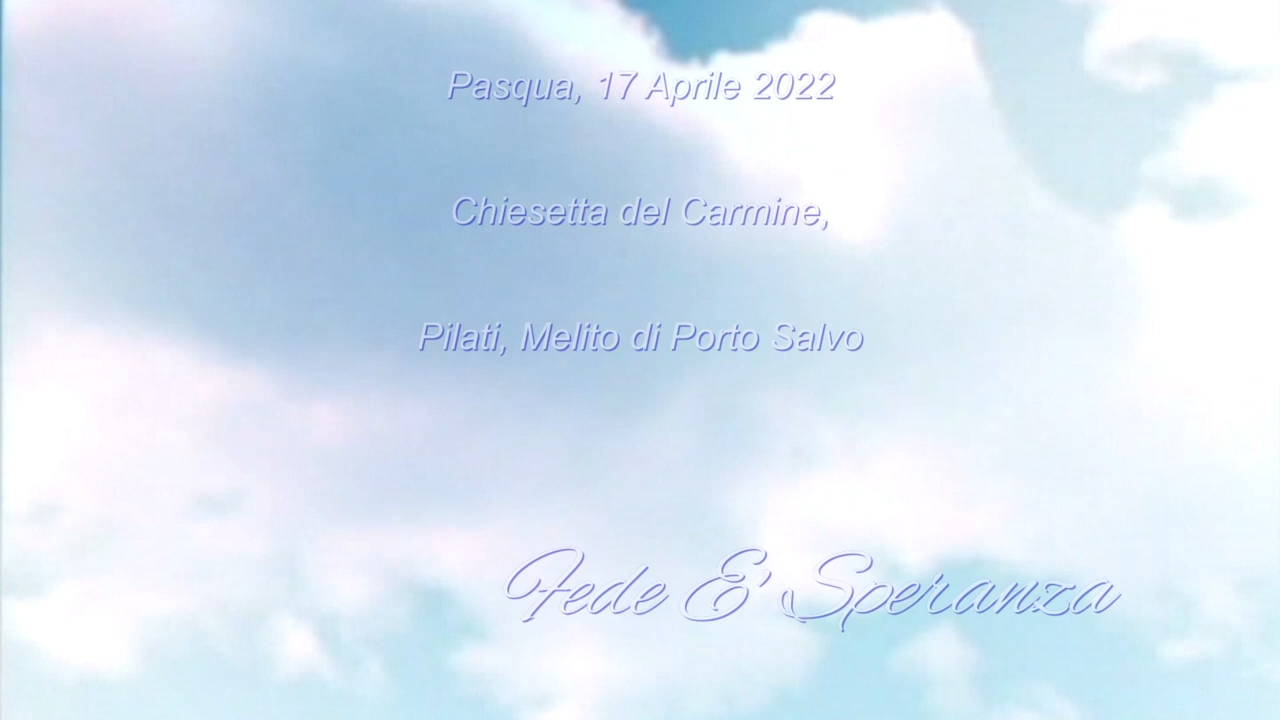 Pasqua, 17 Aprile 2022
Chiesetta del Carmine,
Pilati, Melito di Porto Salvo
Fede E' Speranza